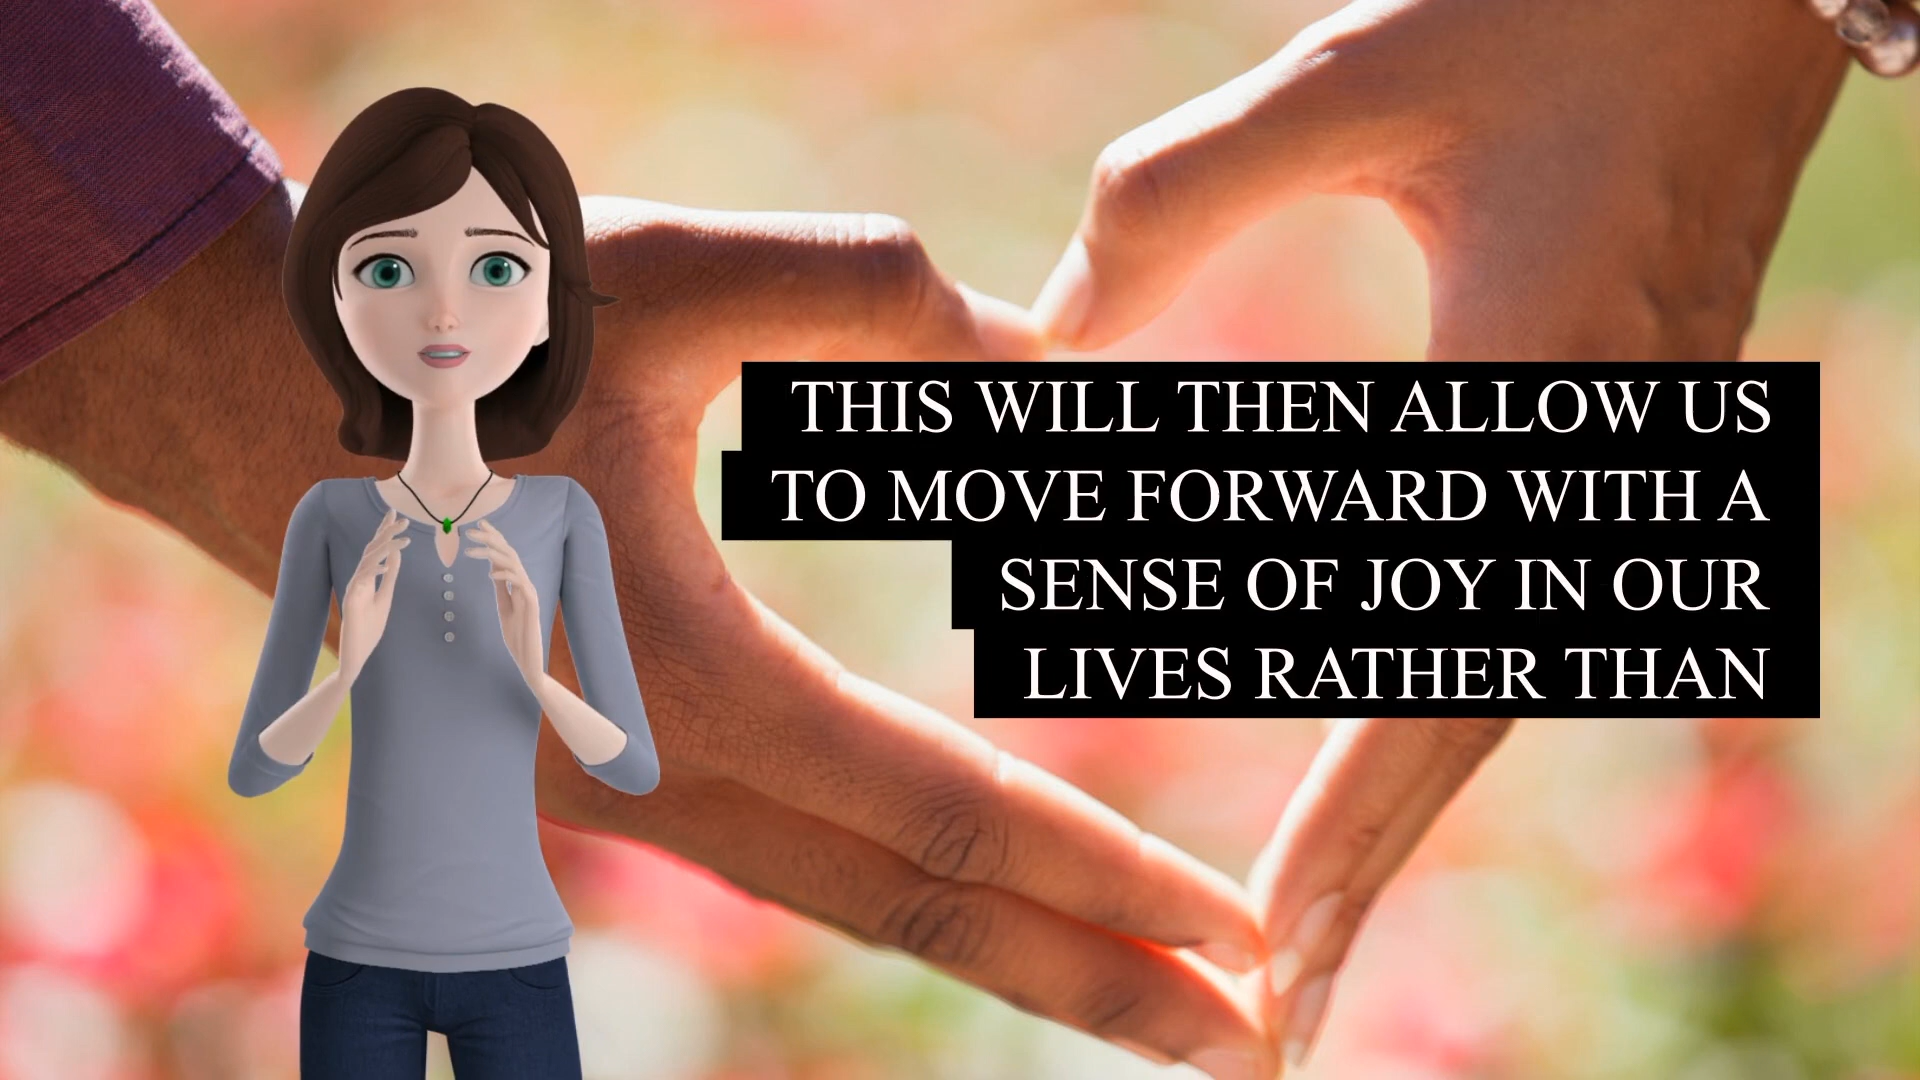 THIS WILL THEN ALLOW US
TO MOVE FORWARD WITH A
SENSE OF JOY IN OUR
LIVES RATHER THAN